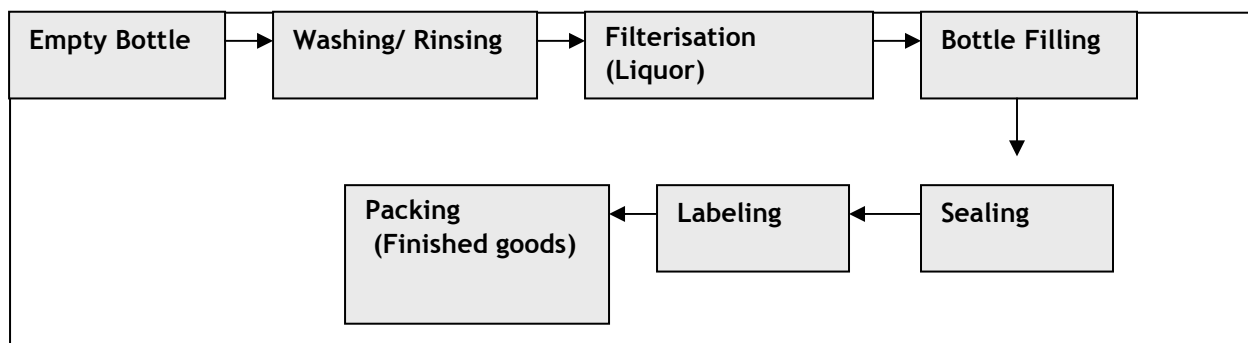 Empty Bottle
Washing/ Rinsing
Filterisation
(Liquor)
Bottle Filling
Packing
(Finished goods)
Labeling
Sealing